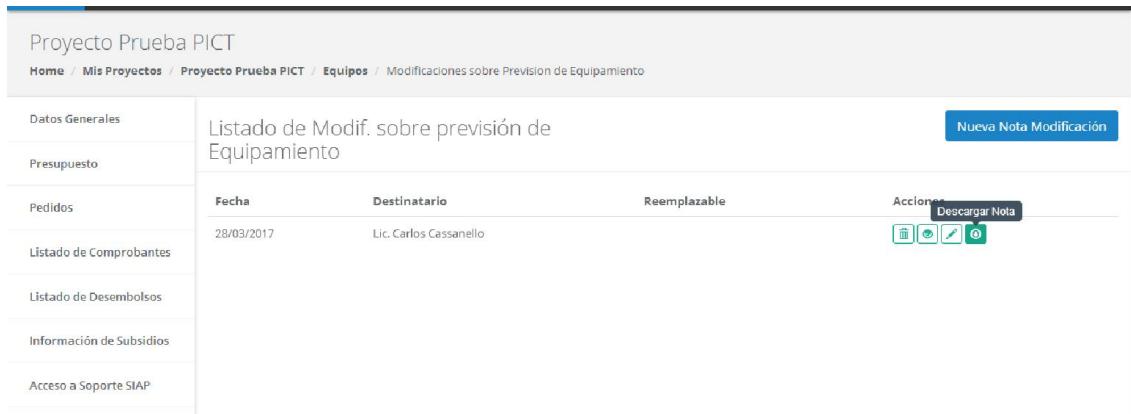 Proyecto Prueba PICT
Home / Mis Proyectos / Proyecto Prueba PICT / Equipos / Modificaciones sobre Prevision de Equipamiento
Datos Generales
Presupuesto
Pedidos
Listado de Comprobantes
Listado de Desembolsos
Información de Subsidios
Acceso a Soporte SIAP
Listado de Modif. sobre previsión de
Equipamiento
Nueva Nota Modificación
Fecha Destinatario Reemplazable Acciones
Descargar Nota
28/03/2017 Lic. Carlos Cassanello